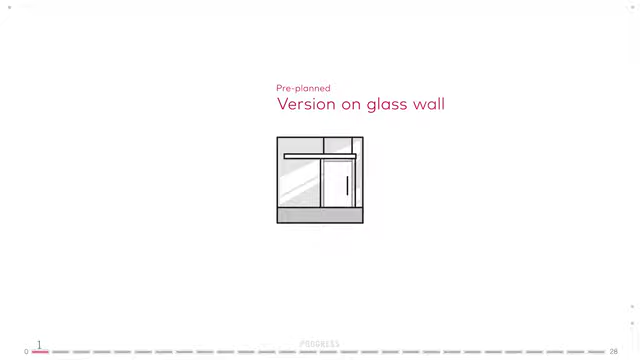 Pre-planned
Version on glass wall
1
PROGRESS
0
28